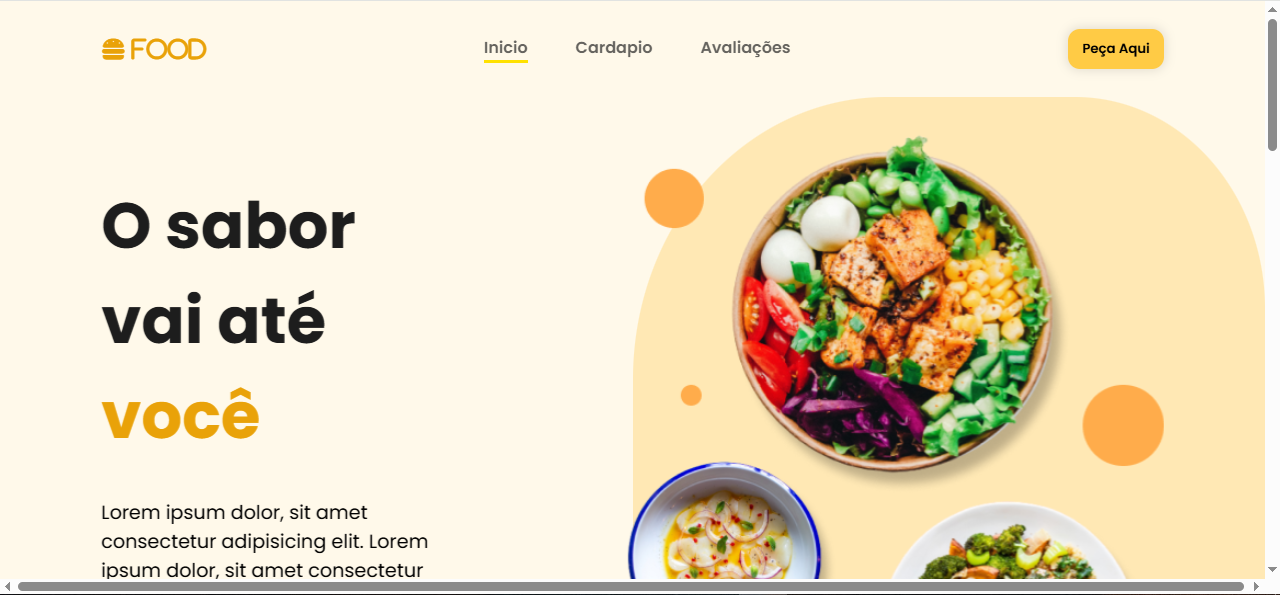 FOOD
Inicio
Cardapio
Avaliações
Peça Aqui
O sabor
vai até
você
Lorem ipsum dolor, sit amet
consectetur adipisicing elit. Lorem
ipsum dolor, sit amet consectetur